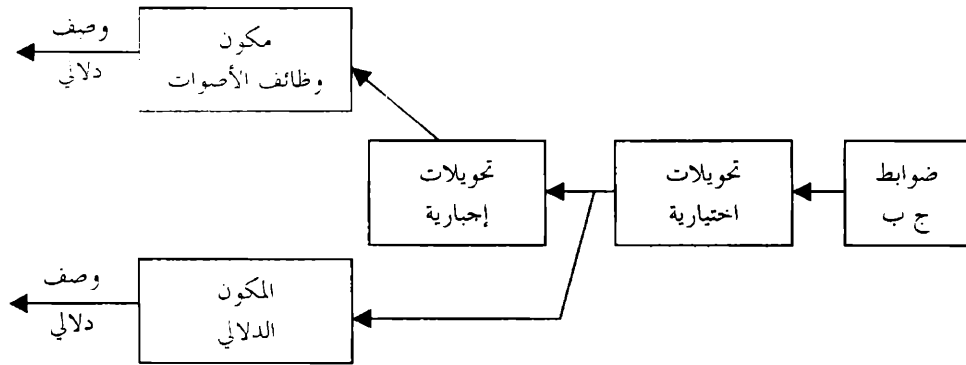 وصف
دلالي
مكون
وظائف الأصوات
ضوابط
ج ب
تحويلات
اختيارية
تحويلات
إجبارية
المكون
الدلالي
وصف
دلالي